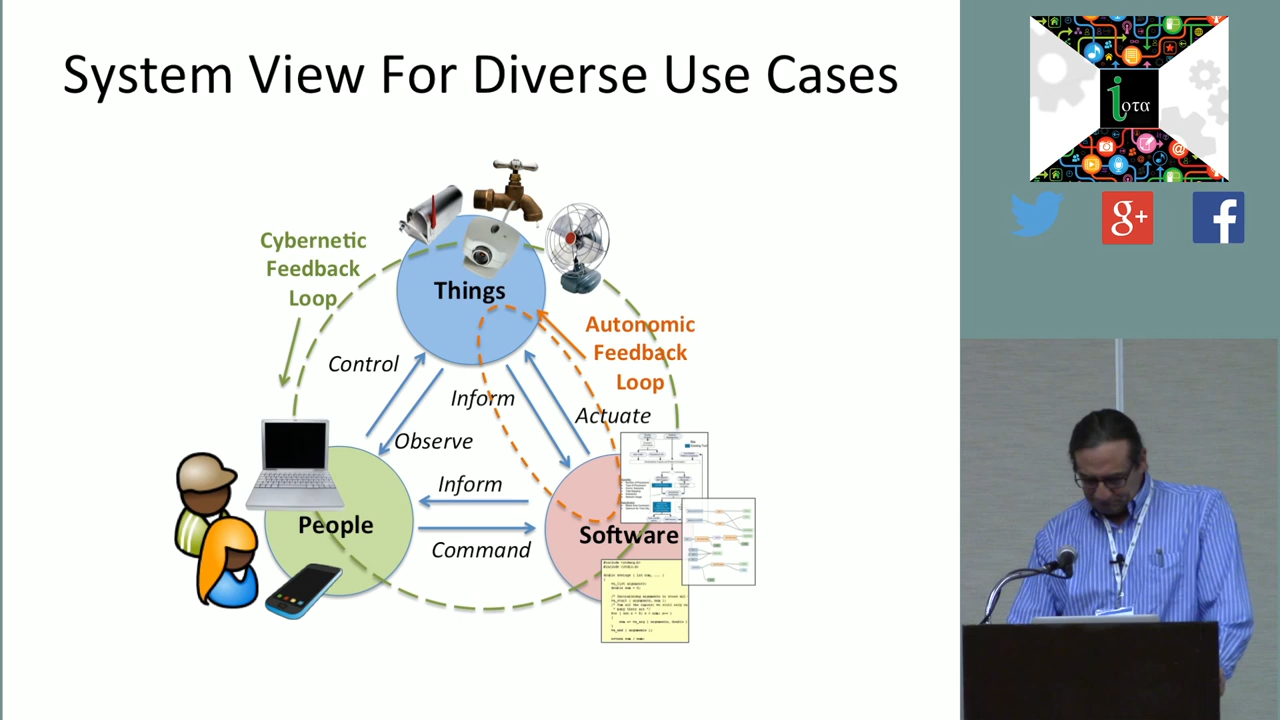 System View For Diverse Use Cases
iοτα
g+
f
Cybernetic
Feedback
Loop
Things
Autonomic
Feedback
Loop
Control
Inform
Actuate
Observe
Inform
People
Software
Command